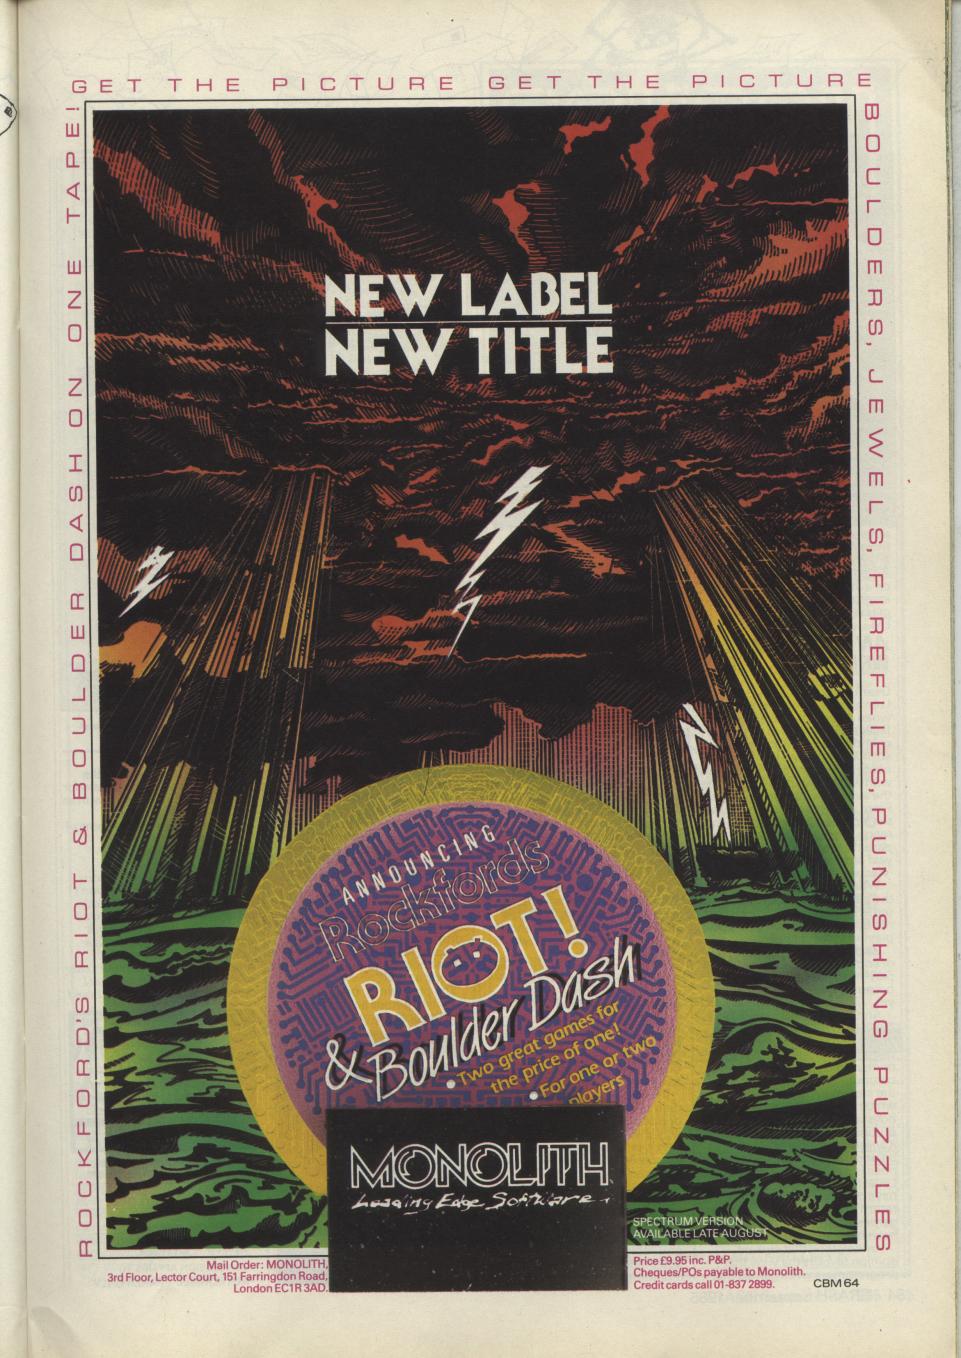 GET THE PICTURE GET THE PICTURE
BOULDERS, JEWELS, FIREFLIES, PUNISHING PUZZLES
ROCKFORD'S RIOT & BOULDER DASH ON ONE TAPE!
NEW LABEL
NEW TITLE
ANNOUNCING
Rockfords
RIOT!
& Boulder Dash
• Two great games for
the price of one!
• For one or two
players
MONOLITH
Leading Edge Software
SPECTRUM VERSION
AVAILABLE LATE AUGUST
Mail Order: MONOLITH,
3rd Floor, Lector Court, 151 Farringdon Road,
London EC1R 3AD.
Price £9.95 inc. P&P.
Cheques/POs payable to Monolith.
Credit cards call 01-837 2899.
CBM 64